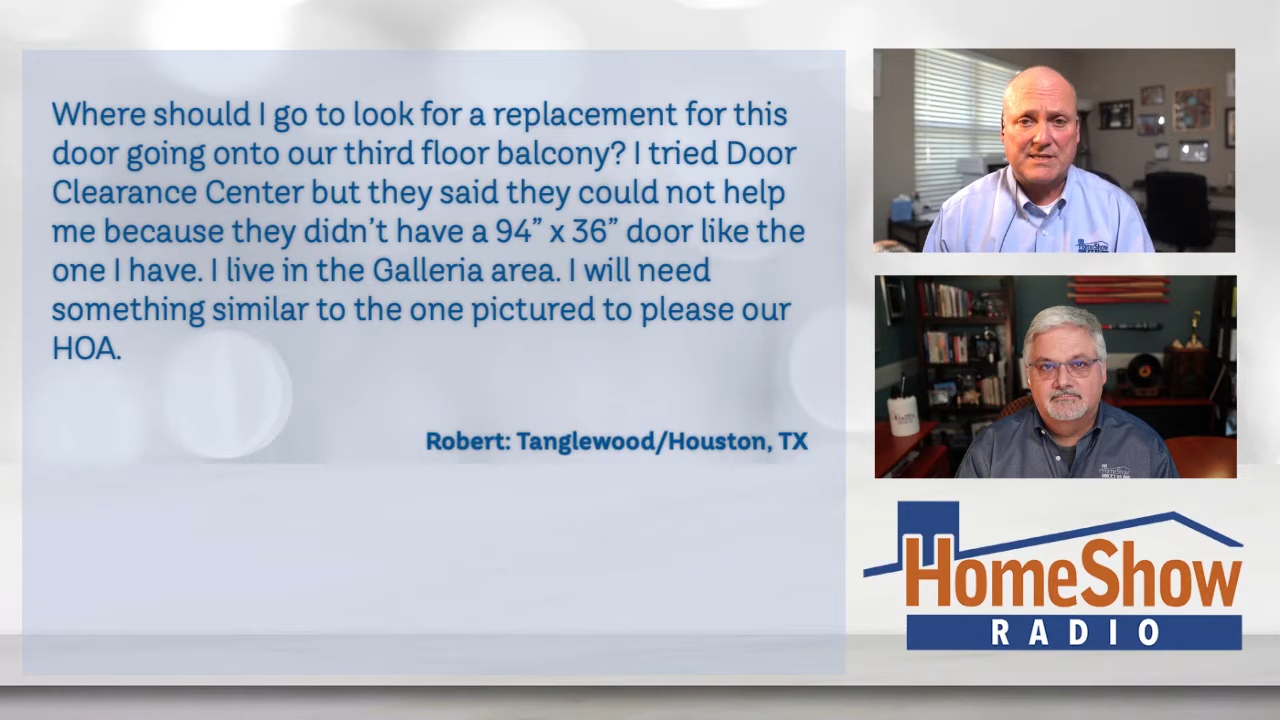 Where should I go to look for a replacement for this
door going onto our third floor balcony? I tried Door
Clearance Center but they said they could not help
me because they didn't have a 94” x 36” door like the
one I have. I live in the Galleria area. I will need
something similar to the one pictured to please our
HOA.
Robert: Tanglewood/Houston, TX
HomeShow
RADIO